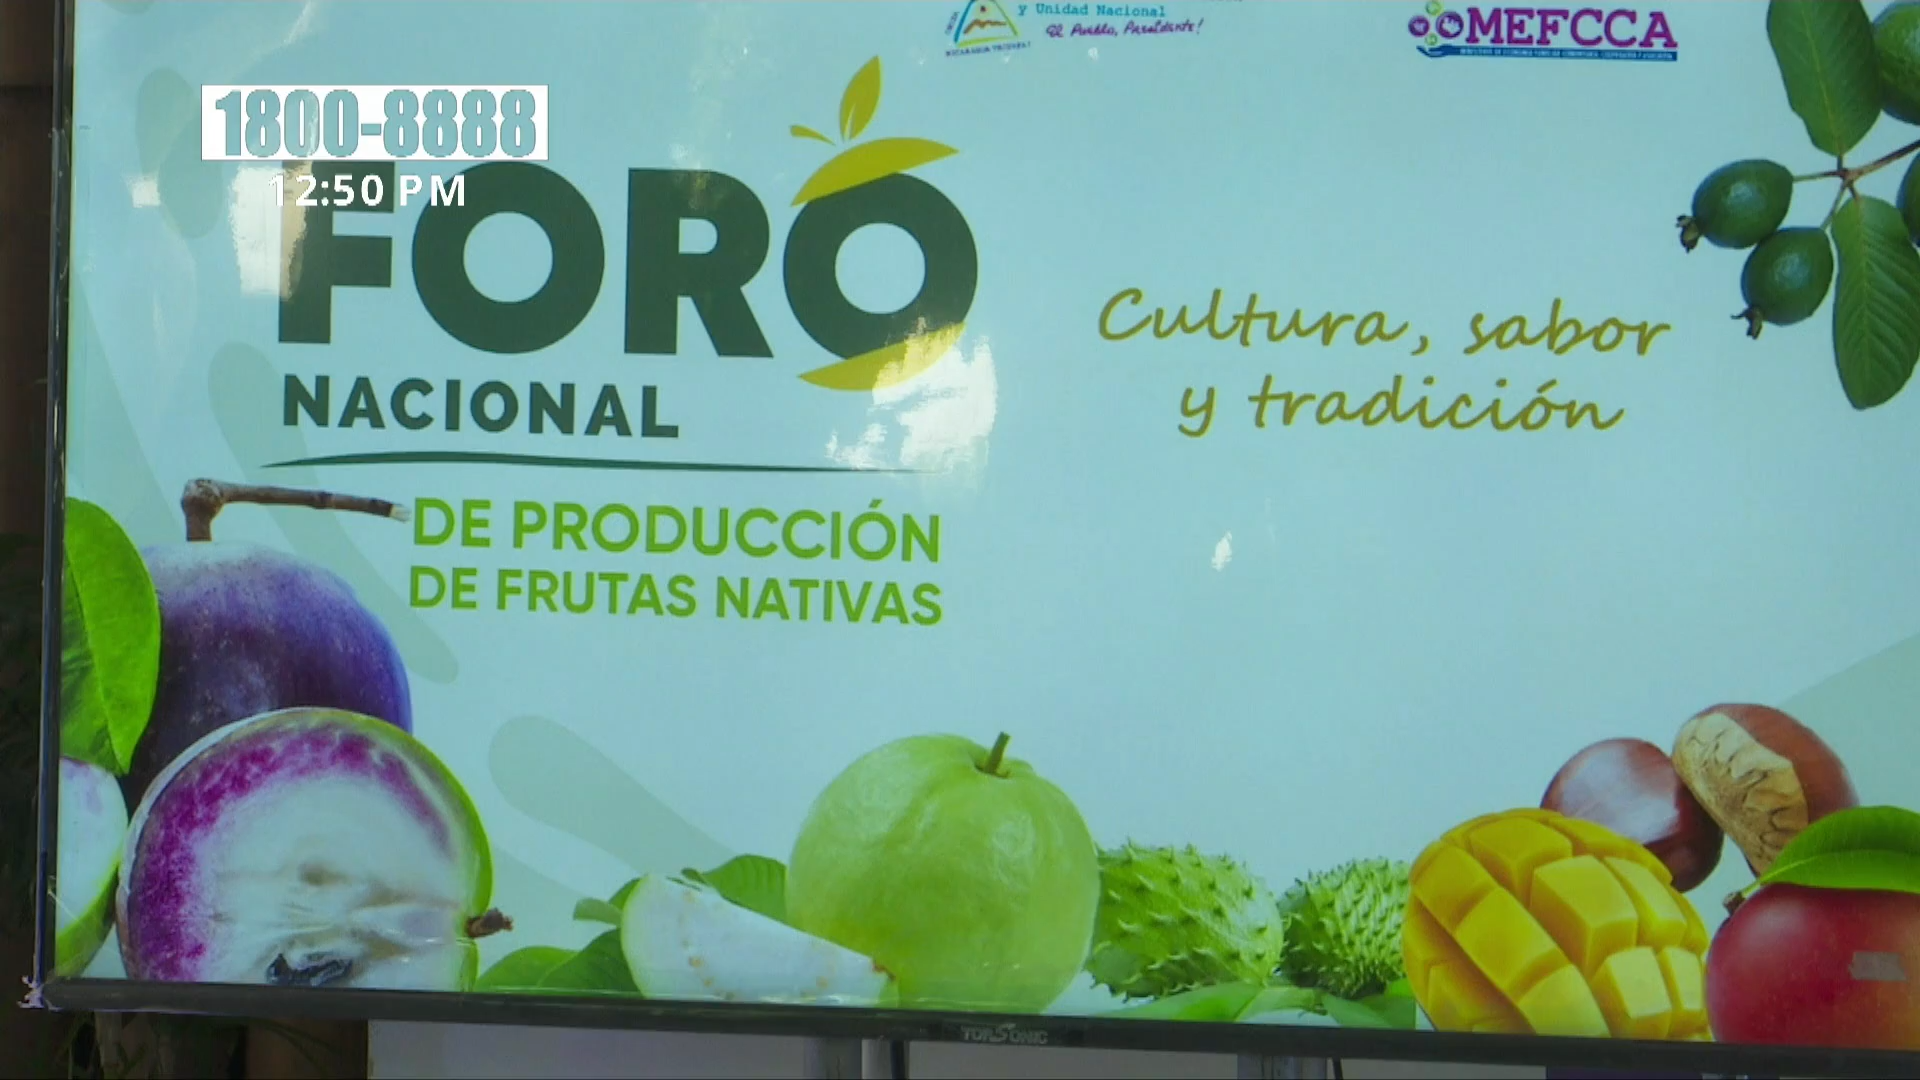 y Unidad Nacional
El Pueblo, Presidente!
MEFCCA
1800-8888
12:50 PM
FORO
NACIONAL
DE PRODUCCIÓN
DE FRUTAS NATIVAS
Cultura, sabor
y tradición
TOPSONIC